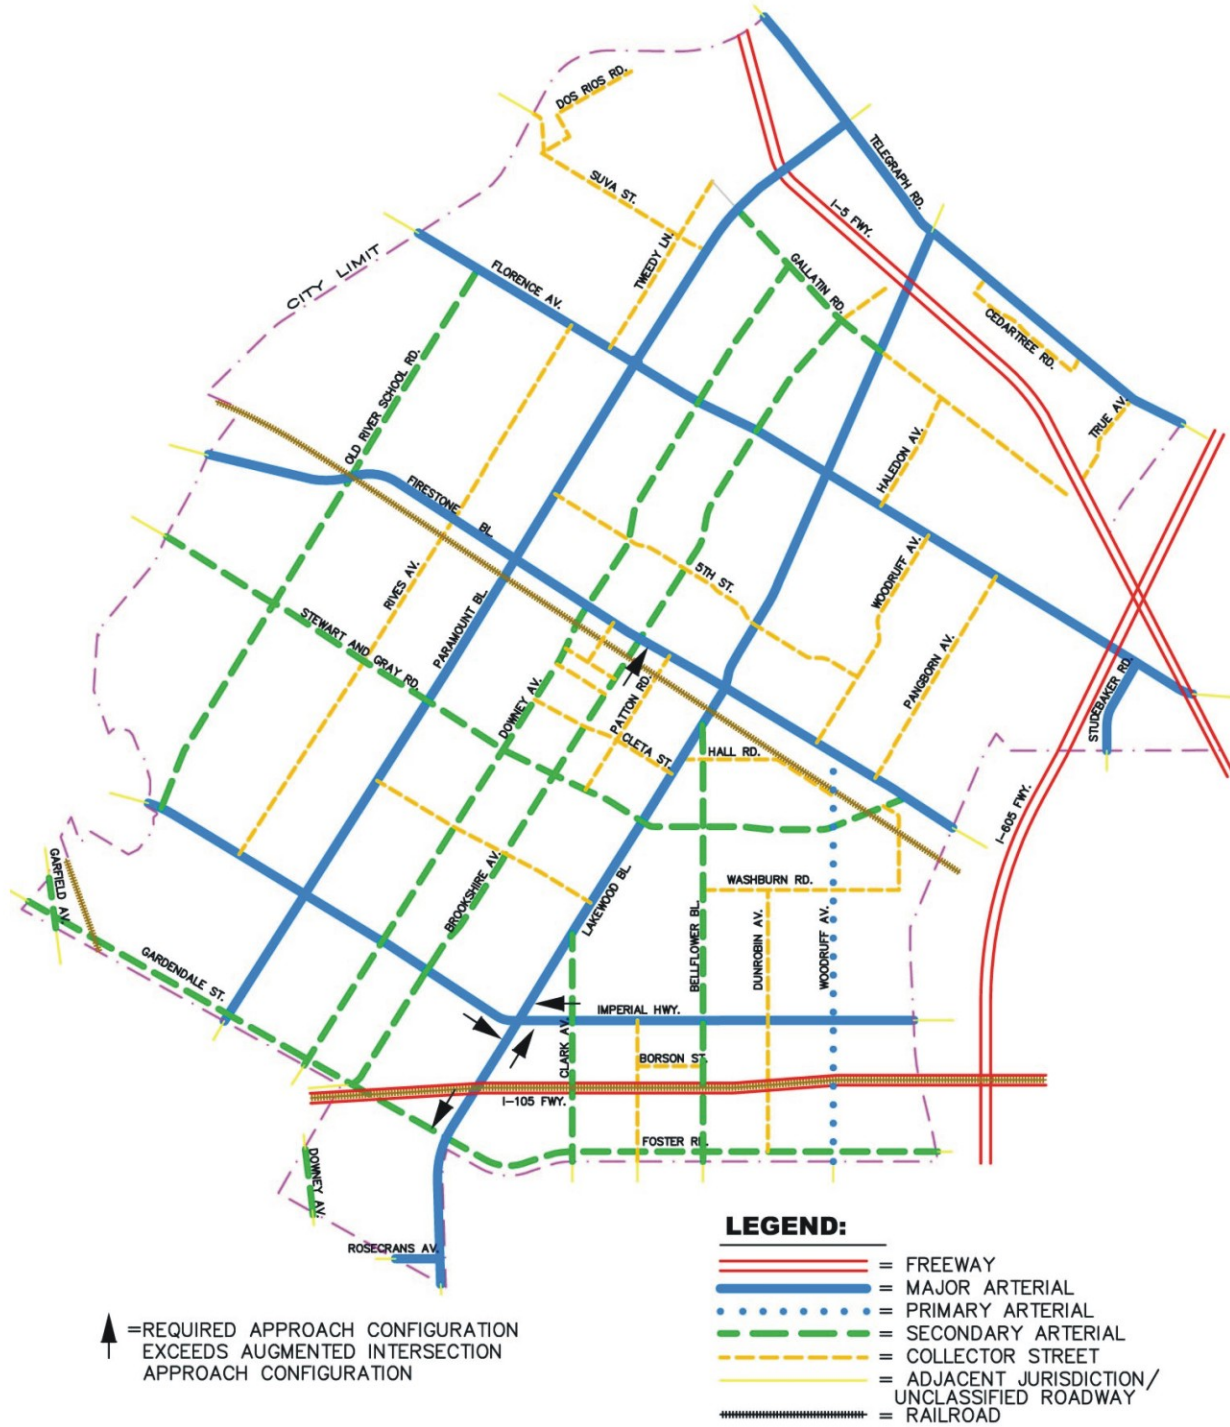 DOS RIOS RD.
SUVA ST.
TELEGRAPH RD.
I-5 FWY.
TWEEDY LN.
GALLATIN RD.
CITY LIMIT
FLORENCE AV.
CEDARTREE RD.
OLD RIVER SCHOOL RD.
TRUE AV.
HALEDON AV.
FIRESTONE BL.
5TH ST.
WOODRUFF AV.
RIVES AV.
PARAMOUNT BL.
STEWART AND GRAY RD.
PANGBORN AV.
STUDEBAKER RD.
DOWNEY AV.
PATTON RD.
CLETA ST.
HALL RD.
I-605 FWY.
GARFIELD AV.
BROOKSHIRE AV.
LAKEWOOD BL.
WASHBURN RD.
BELLFLOWER BL.
DUNROBIN AV.
WOODRUFF AV.
GARDENDALE ST.
IMPERIAL HWY.
CLARK AV.
BORSON ST.
I-105 FWY.
FOSTER RD.
DOWNEY AV.
ROSECRANS AV.
LEGEND:
= FREEWAY
= MAJOR ARTERIAL
= PRIMARY ARTERIAL
= SECONDARY ARTERIAL
= COLLECTOR STREET
= ADJACENT JURISDICTION/
UNCLASSIFIED ROADWAY
= RAILROAD
=REQUIRED APPROACH CONFIGURATION
EXCEEDS AUGMENTED INTERSECTION
APPROACH CONFIGURATION